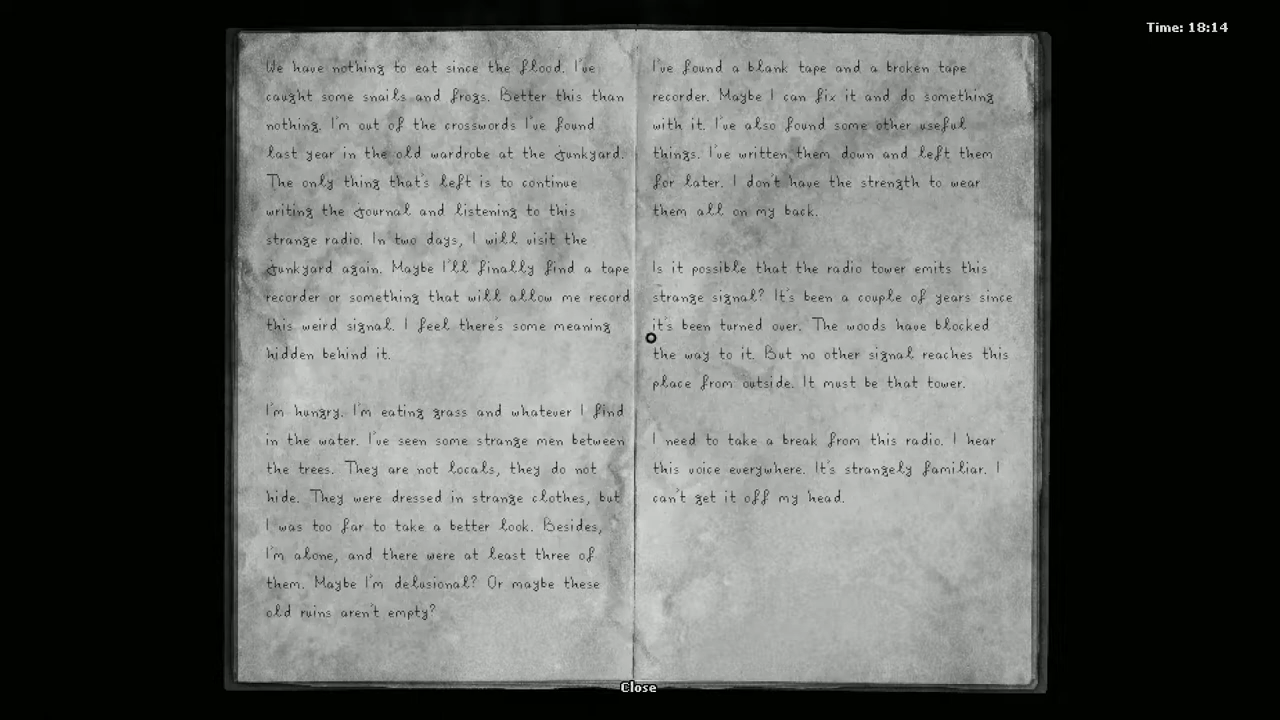 Time: 18:14
We have nothing to eat since the flood. I've
caught some snails and frogs. Better this than
nothing. I'm out of the crosswords I've found
last year in the old wardrobe at the junkyard.
The only thing that's left is to continue
writing the journal and listening to this
strange radio. In two days, I will visit the
junkyard again. Maybe I'll finally find a tape
recorder or something that will allow me record
this weird signal. I feel there's some meaning
hidden behind it.
I'm hungry. I'm eating grass and whatever I find
in the water. I've seen some strange men between
the trees. They are not locals, they do not
hide. They were dressed in strange clothes, but
I was too far to take a better look. Besides,
I'm alone, and there were at least three of
them. Maybe I'm delusional? Or maybe these
old ruins aren't empty?
I've found a blank tape and a broken tape
recorder. Maybe I can fix it and do something
with it. I've also found some other useful
things. I've written them down and left them
for later. I don't have the strength to wear
them all on my back.
Is it possible that the radio tower emits this
strange signal? It's been a couple of years since
it's been turned over. The woods have blocked
the way to it. But no other signal reaches this
place from outside. It must be that tower.
I need to take a break from this radio. I hear
this voice everywhere. It's strangely familiar. I
can't get it off my head.
Close